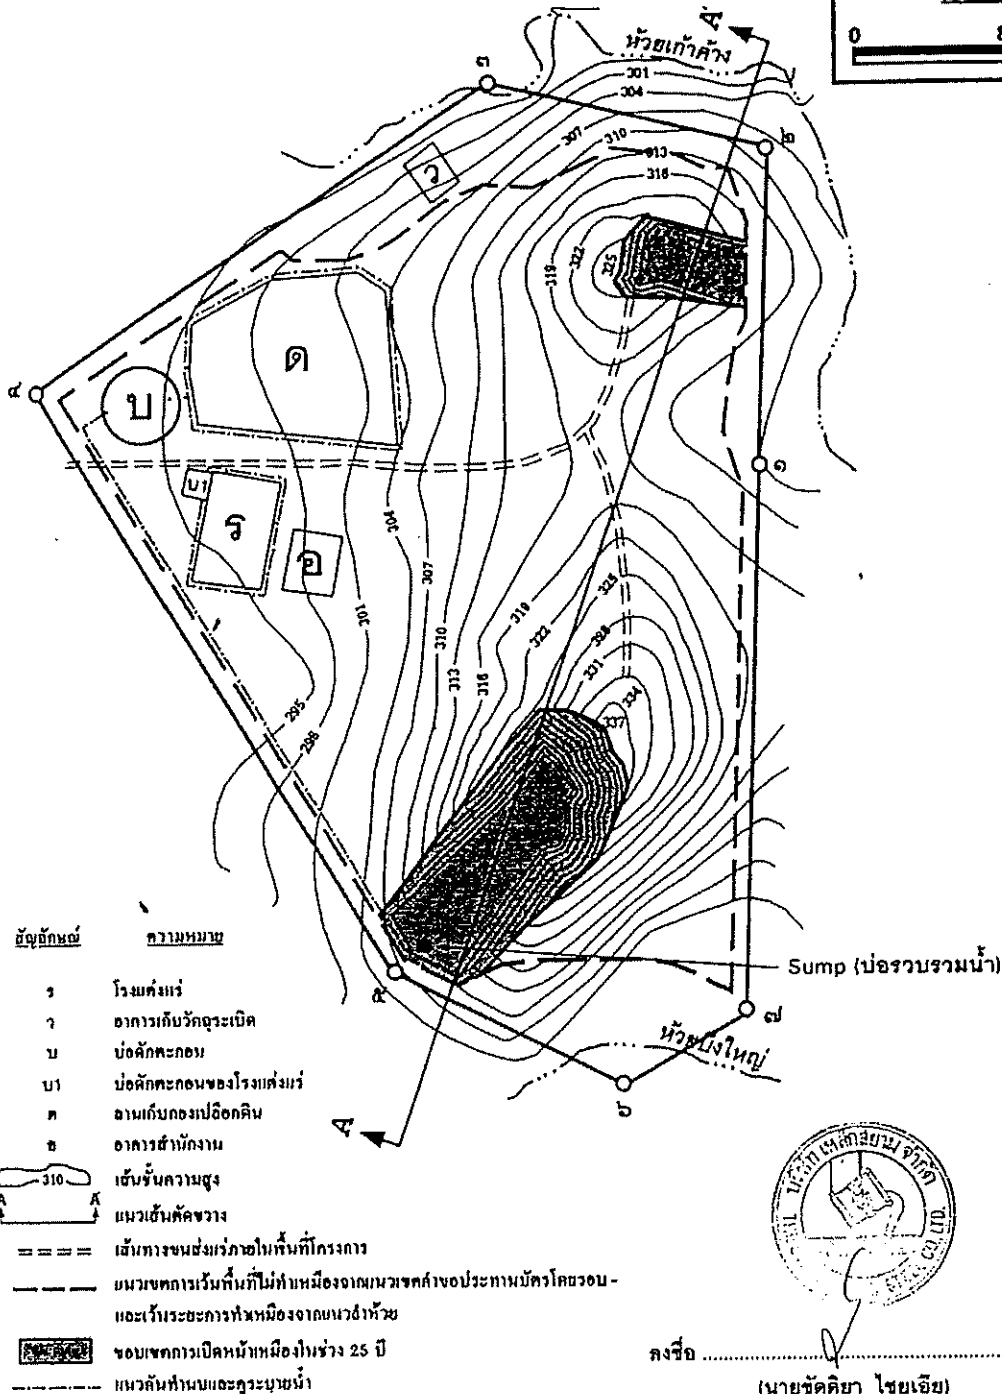 A'
0
8
ห้วยเก้าค้าง
๓
301
304
307
310
313
316
๒
ว
319
322
325
ด
๔
บ
๑
บ1
ร
อ
304
307
301
310
313
316
319
322
325
328
331
334
337
295
298
Sump (บ่อรวบรวมน้ำ)
๕
๗
ห้วยบึงใหญ่
๖
A
สัญลักษณ์ ความหมาย
ร โรงแต่งแร่
ว อาคารเก็บวัตถุระเบิด
บ บ่อดักตะกอน
บ1 บ่อดักตะกอนของโรงแต่งแร่
ด ลานเก็บกองเปลือกดิน
อ อาคารสำนักงาน
310 เส้นชั้นความสูง
A A' แนวเส้นตัดขวาง
เส้นทางขนส่งแร่ภายในพื้นที่โครงการ
แนวเขตการเว้นพื้นที่ไม่ทำเหมืองจากแนวเขตคำขอประทานบัตรโดยรอบ -
และเว้นระยะการทำเหมืองจากแนวลำห้วย
ขอบเขตการเปิดหน้าเหมืองในช่วง 25 ปี
แนวคันทำนบและคูระบายน้ำ
บริษัท เหล็กสยาม จำกัด
ลงชื่อ
(นายชัดติยา ไชยเอีย)